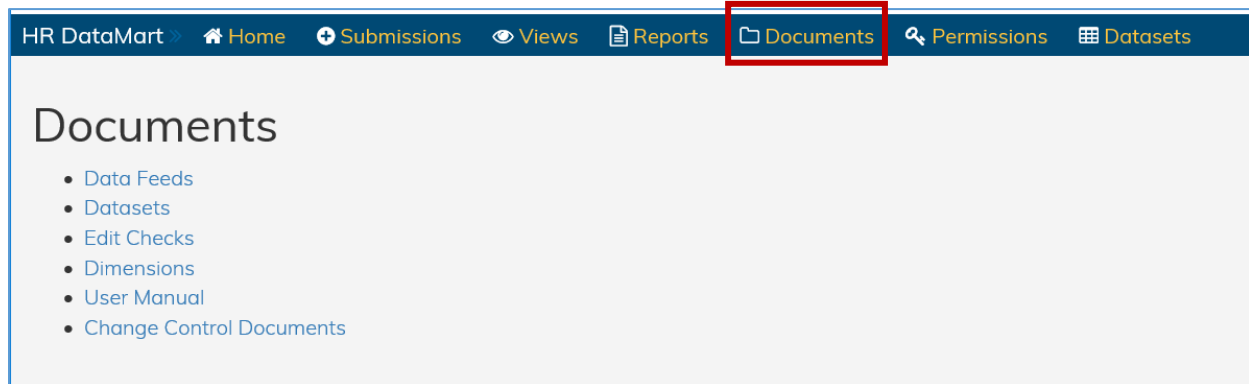 HR DataMart » Home Submissions Views Reports Documents Permissions Datasets
Documents
• Data Feeds
• Datasets
• Edit Checks
• Dimensions
• User Manual
• Change Control Documents